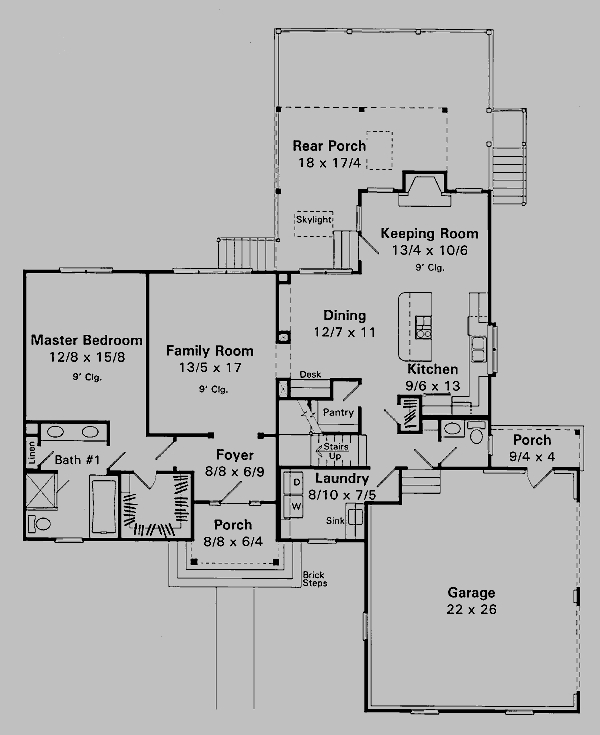 Rear Porch
18 x 17/4
Skylight
Keeping Room
13/4 x 10/6
9' Clg.
Dining
12/7 x 11
Master Bedroom
12/8 x 15/8
9' Clg.
Family Room
13/5 x 17
9' Clg.
Kitchen
9/6 x 13
Desk
Pantry
Linen
Bath #1
Foyer
8/8 x 6/9
Stairs
Up
Porch
9/4 x 4
Laundry
8/10 x 7/5
D
W
Sink
Porch
8/8 x 6/4
Brick
Steps
Garage
22 x 26